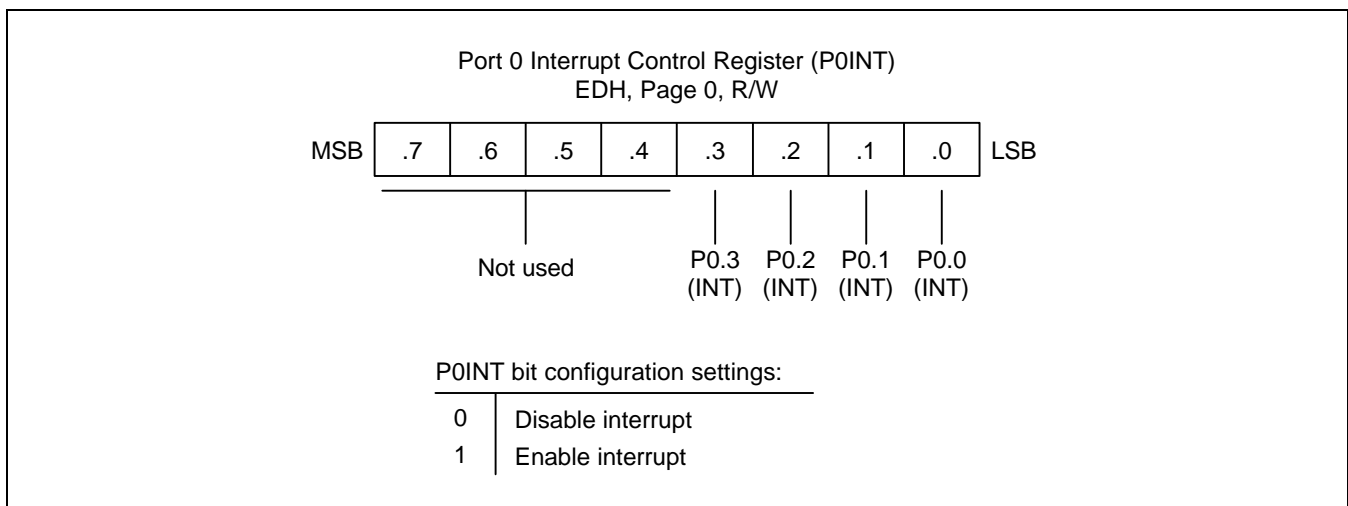 Port 0 Interrupt Control Register (P0INT)
EDH, Page 0, R/W
MSB .7 .6 .5 .4 .3 .2 .1 .0 LSB
Not used P0.3 P0.2 P0.1 P0.0
(INT) (INT) (INT) (INT)
P0INT bit configuration settings:
0 Disable interrupt
1 Enable interrupt